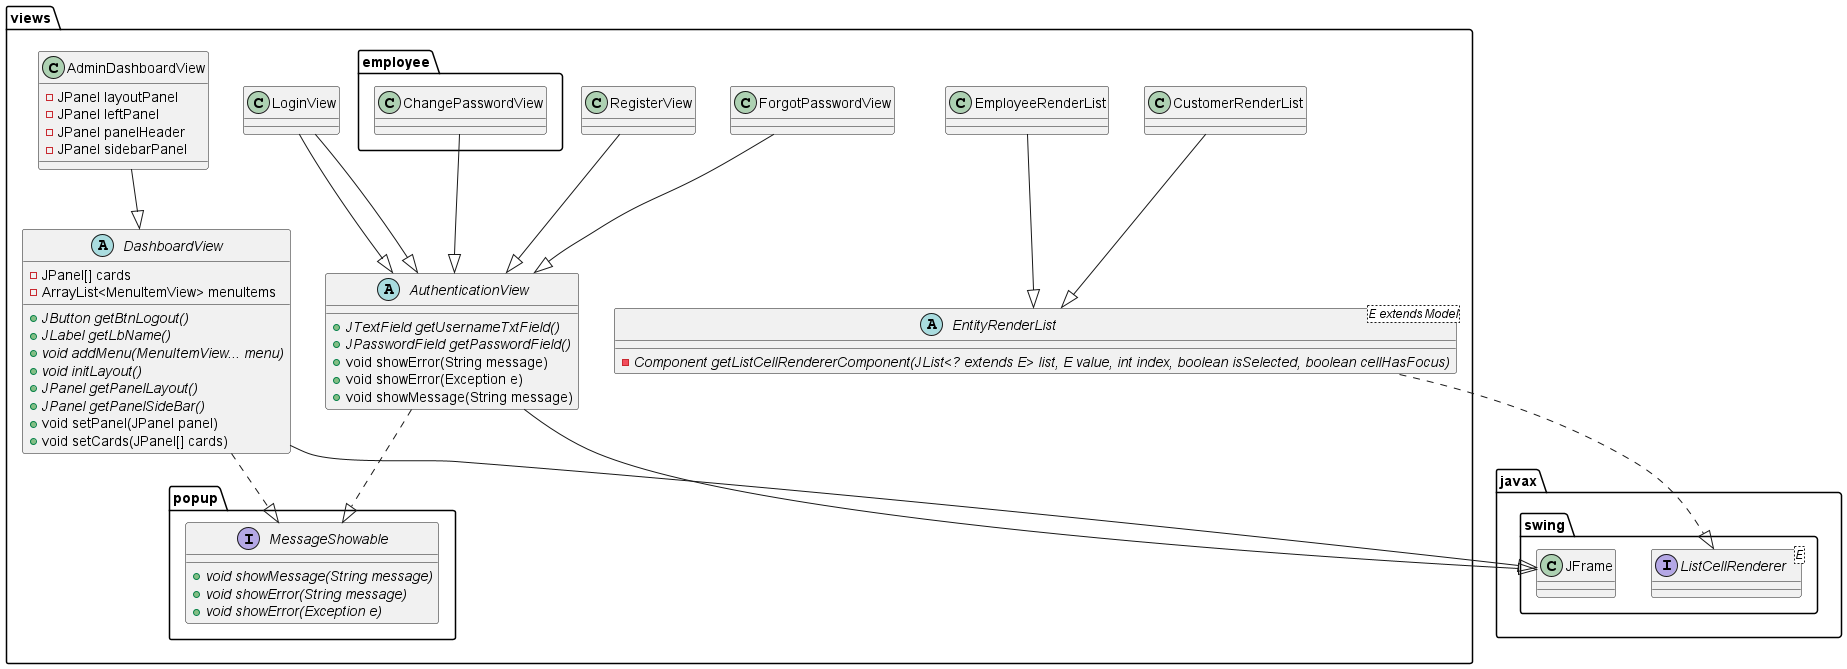 views
C AdminDashboardView
JPanel layoutPanel
JPanel leftPanel
JPanel panelHeader
JPanel sidebarPanel
C LoginView
employee
C ChangePasswordView
C RegisterView
C ForgotPasswordView
C EmployeeRenderList
C CustomerRenderList
A DashboardView
JPanel[] cards
ArrayList<MenuItemView> menuItems
JButton getBtnLogout()
JLabel getLbName()
void addMenu(MenuItemView... menu)
void initLayout()
JPanel getPanelLayout()
JPanel getPanelSideBar()
void setPanel(JPanel panel)
void setCards(JPanel[] cards)
A AuthenticationView
JTextField getUsernameTxtField()
JPasswordField getPasswordField()
void showError(String message)
void showError(Exception e)
void showMessage(String message)
A EntityRenderList
E extends Model
Component getListCellRendererComponent(JList<? extends E> list, E value, int index, boolean isSelected, boolean cellHasFocus)
popup
I MessageShowable
void showMessage(String message)
void showError(String message)
void showError(Exception e)
javax
swing
C JFrame
I ListCellRenderer
E